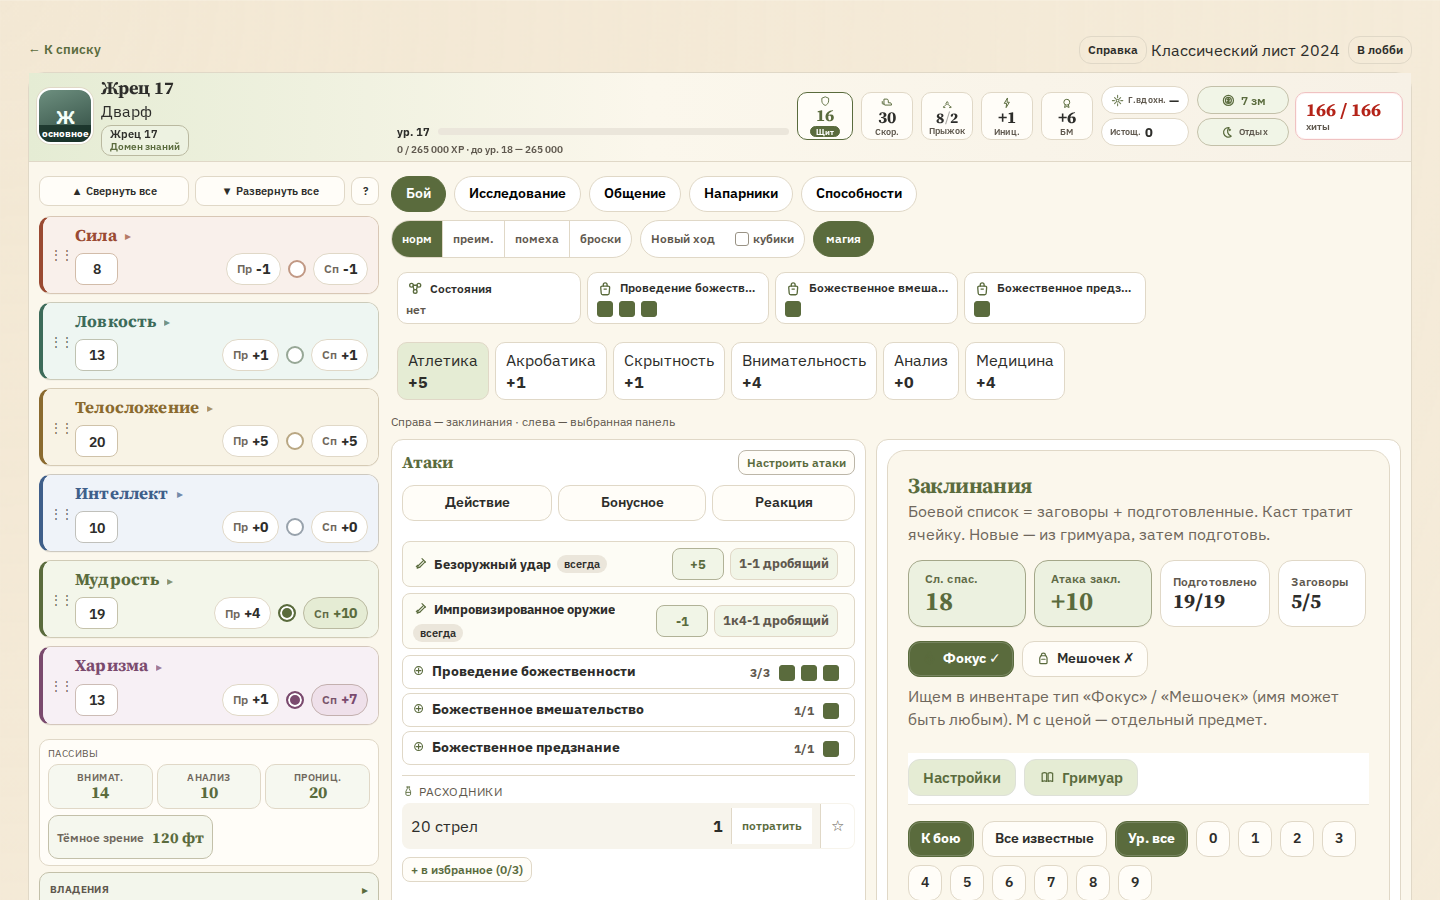 ← К списку
Справка Классический лист 2024 В лобби
Ж
основное
Жрец 17
Дварф
Жрец 17
Домен знаний
ур. 17
0 / 265 000 XP · до ур. 18 — 265 000
16
Щит
30
Скор.
8/2
Прыжок
+1
Иниц.
+6
БМ
Г.вдохн. —
Истощ. 0
7 зм
Отдых
166 / 166
хиты
▲ Свернуть все ▼ Развернуть все ?
Сила ▸
8 Пр -1 Сп -1
Ловкость ▸
13 Пр +1 Сп +1
Телосложение ▸
20 Пр +5 Сп +5
Интеллект ▸
10 Пр +0 Сп +0
Мудрость ▸
19 Пр +4 Сп +10
Харизма ▸
13 Пр +1 Сп +7
ПАССИВЫ
ВНИМАТ.
14
АНАЛИЗ
10
ПРОНИЦ.
20
Тёмное зрение 120 фт
ВЛАДЕНИЯ ▸
Бой Исследование Общение Напарники Способности
норм преим. помеха броски Новый ход кубики магия
Состояния
нет
Проведение божеств...
Божественное вмеша...
Божественное предз...
Атлетика
+5
Акробатика
+1
Скрытность
+1
Внимательность
+4
Анализ
+0
Медицина
+4
Справа — заклинания · слева — выбранная панель
Атаки Настроить атаки
Действие Бонусное Реакция
Безоружный удар всегда +5 1-1 дробящий
Импровизированное оружие
всегда
-1 1к4-1 дробящий
Проведение божественности 3/3
Божественное вмешательство 1/1
Божественное предзнание 1/1
РАСХОДНИКИ
20 стрел 1 потратить ☆
+ в избранное (0/3)
Заклинания
Боевой список = заговоры + подготовленные. Каст тратит
ячейку. Новые — из гримуара, затем подготовь.
Сл. спас.
18
Атака закл.
+10
Подготовлено
19/19
Заговоры
5/5
Фокус ✓ Мешочек ✗
Ищем в инвентаре тип «Фокус» / «Мешочек» (имя может
быть любым). М с ценой — отдельный предмет.
Настройки Гримуар
К бою Все известные Ур. все 0 1 2 3
4 5 6 7 8 9